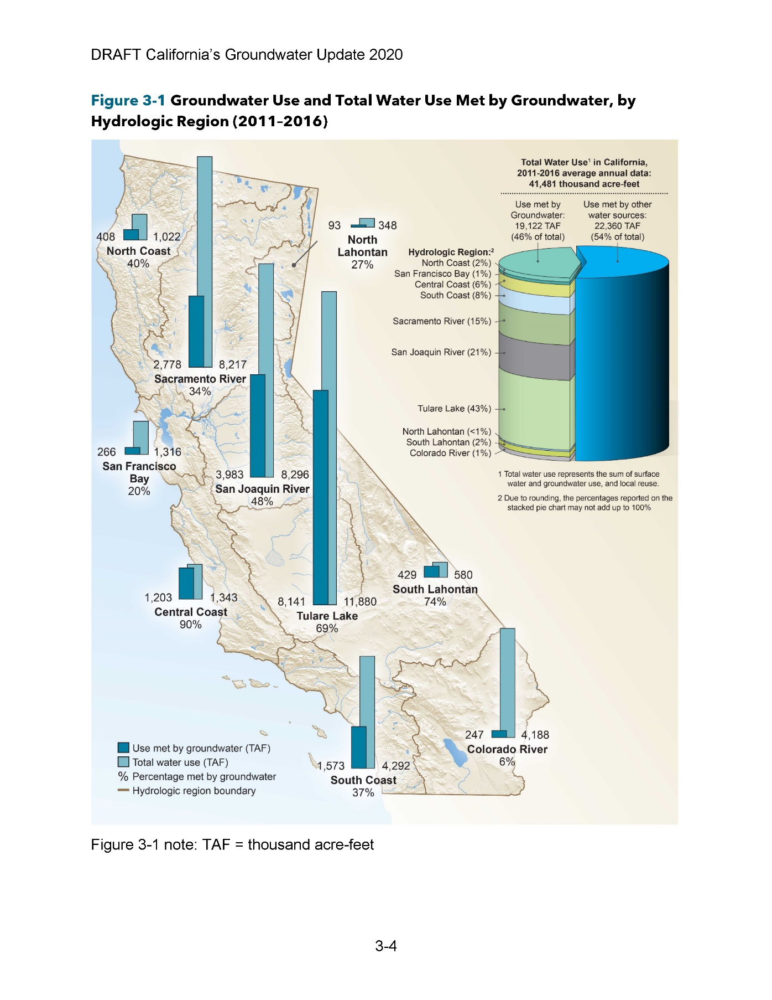 DRAFT California's Groundwater Update 2020
Figure 3-1 Groundwater Use and Total Water Use Met by Groundwater, by
Hydrologic Region (2011–2016)
Total Water Use¹ in California,
2011-2016 average annual data:
41,481 thousand acre-feet
Use met by
Groundwater:
19,122 TAF
(46% of total)
Use met by other
water sources:
22,360 TAF
(54% of total)
Hydrologic Region:²
North Coast (2%)
San Francisco Bay (1%)
Central Coast (6%)
South Coast (8%)
Sacramento River (15%)
San Joaquin River (21%)
Tulare Lake (43%)
North Lahontan (<1%)
South Lahontan (2%)
Colorado River (1%)
1 Total water use represents the sum of surface
water and groundwater use, and local reuse.
2 Due to rounding, the percentages reported on the
stacked pie chart may not add up to 100%
408 1,022
North Coast
40%
93 348
North
Lahontan
27%
2,778 8,217
Sacramento River
34%
266 1,316
San Francisco
Bay
20%
3,983 8,296
San Joaquin River
48%
1,203 1,343
Central Coast
90%
8,141 11,880
Tulare Lake
69%
429 580
South Lahontan
74%
1,573 4,292
South Coast
37%
247 4,188
Colorado River
6%
Use met by groundwater (TAF)
Total water use (TAF)
% Percentage met by groundwater
Hydrologic region boundary
Figure 3-1 note: TAF = thousand acre-feet
3-4